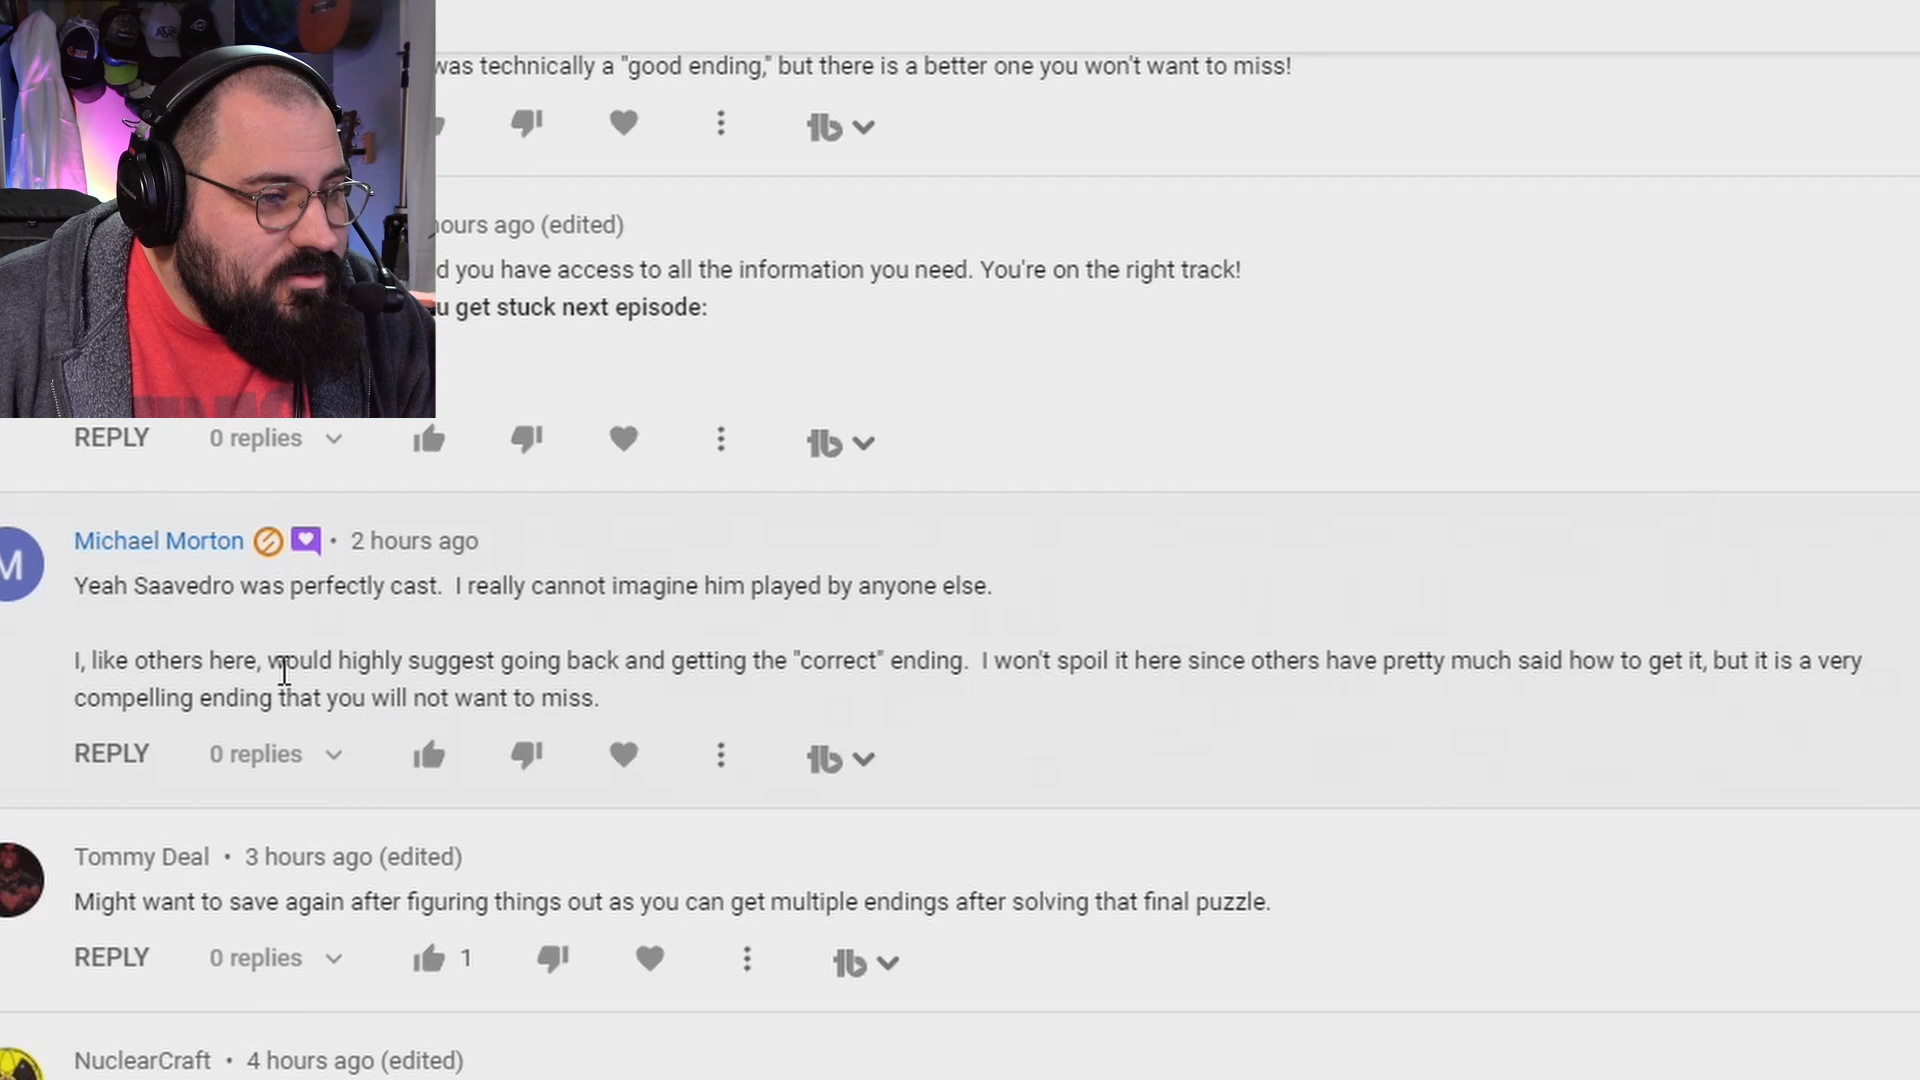 was technically a "good ending," but there is a better one you won't want to miss!
hours ago (edited)
d you have access to all the information you need. You're on the right track!
u get stuck next episode:
REPLY 0 replies
M Michael Morton • 2 hours ago
Yeah Saavedro was perfectly cast. I really cannot imagine him played by anyone else.
I, like others here, would highly suggest going back and getting the "correct" ending. I won't spoil it here since others have pretty much said how to get it, but it is a very
compelling ending that you will not want to miss.
REPLY 0 replies
Tommy Deal • 3 hours ago (edited)
Might want to save again after figuring things out as you can get multiple endings after solving that final puzzle.
REPLY 0 replies 1
NuclearCraft • 4 hours ago (edited)